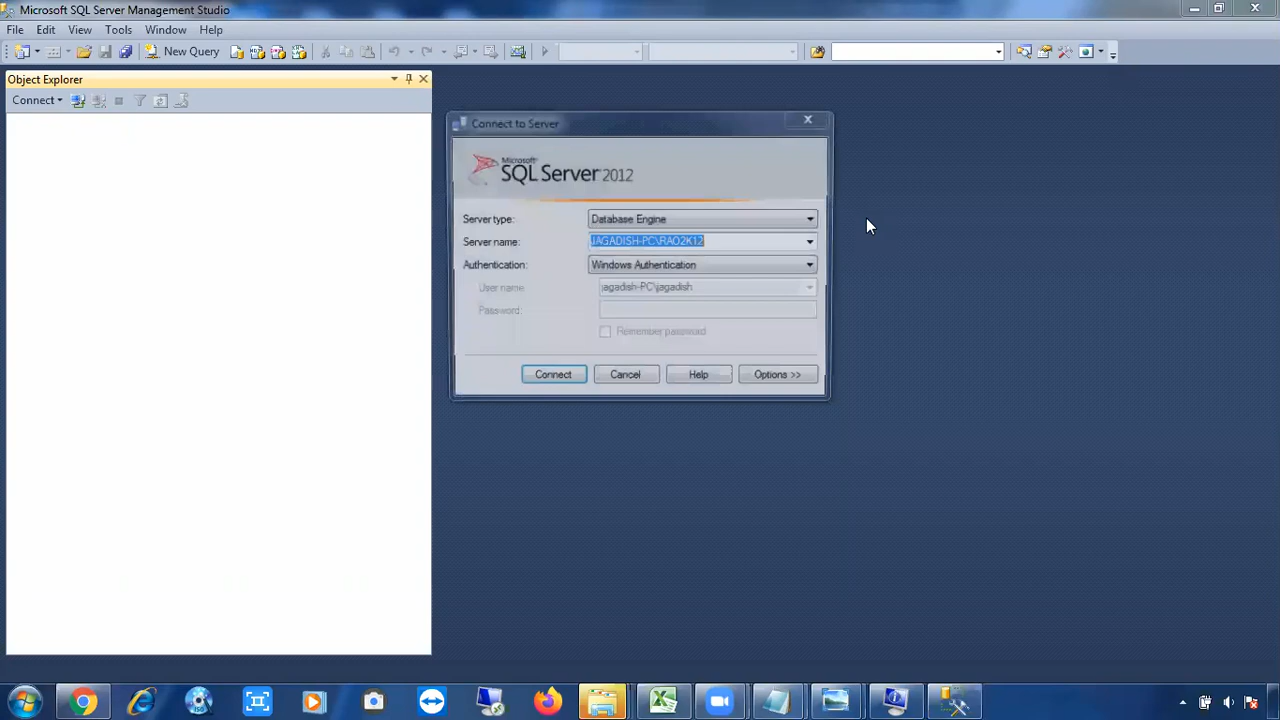 Microsoft SQL Server Management Studio
File Edit View Tools Window Help
New Query
Object Explorer
Connect
Connect to Server
Microsoft
SQL Server 2012
Server type: Database Engine
Server name: JAGADISH-PC\RAO2K12
Authentication: Windows Authentication
User name jagadish-PC\jagadish
Password:
Remember password
Connect Cancel Help Options >>